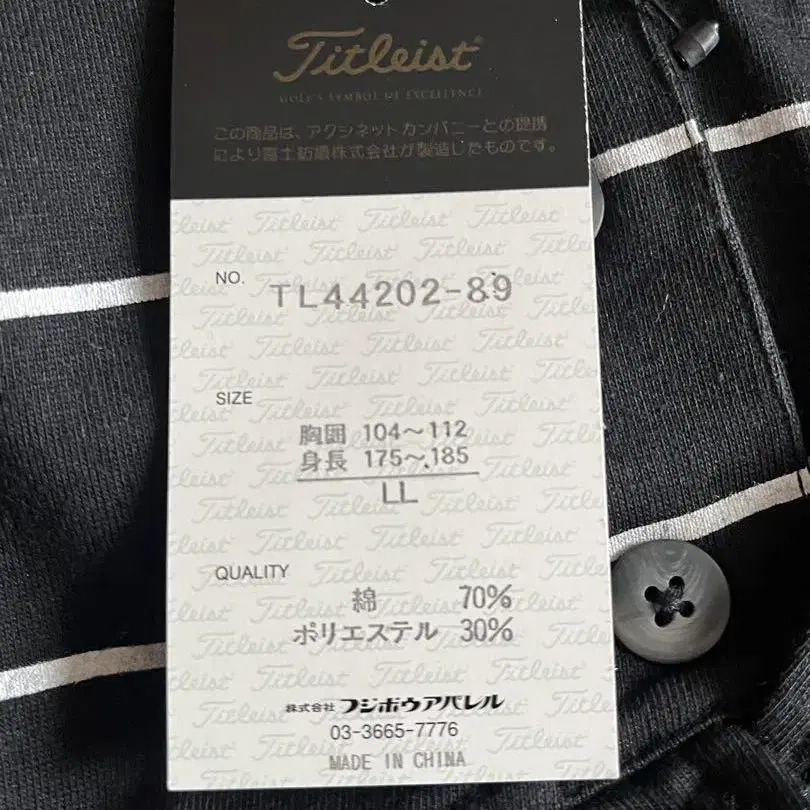 Titleist
GOLF'S SYMBOL OF EXCELLENCE
この商品は、アクシネット カンパニーとの提携
により富士紡績株式会社が製造したものです。
NO.
TL44202-89
SIZE
胸囲 104〜112
身長 175〜185
LL
QUALITY
綿 70%
ポリエステル 30%
株式会社 フジボウアパレル
03-3665-7776
MADE IN CHINA